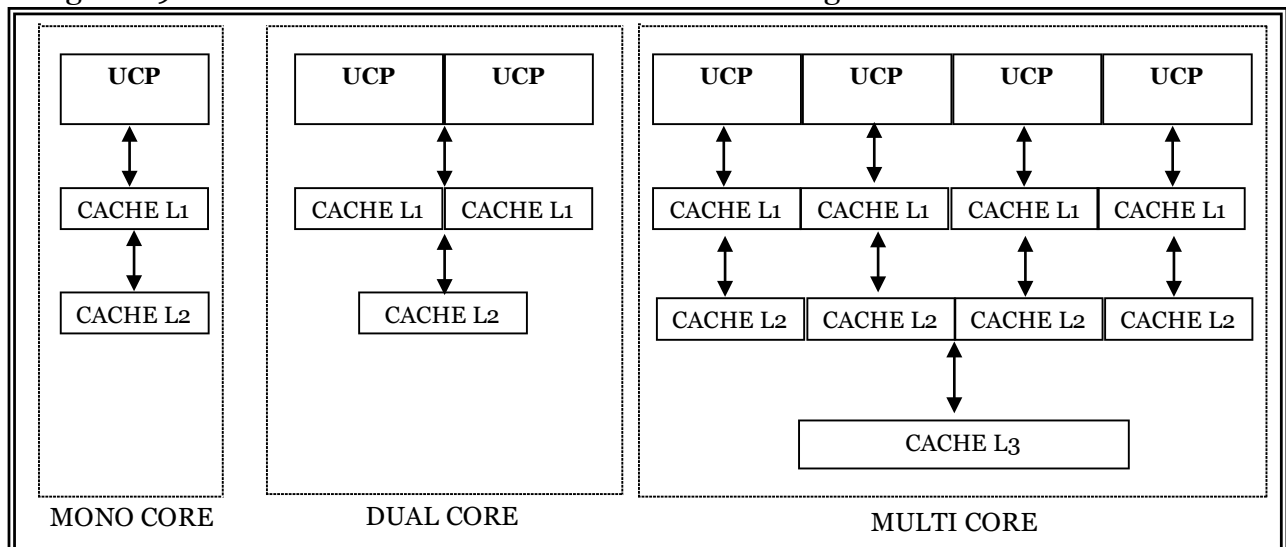 UCP
CACHE L1
CACHE L2
MONO CORE
UCP UCP
CACHE L1 CACHE L1
CACHE L2
DUAL CORE
UCP UCP UCP UCP
CACHE L1 CACHE L1 CACHE L1 CACHE L1
CACHE L2 CACHE L2 CACHE L2 CACHE L2
CACHE L3
MULTI CORE